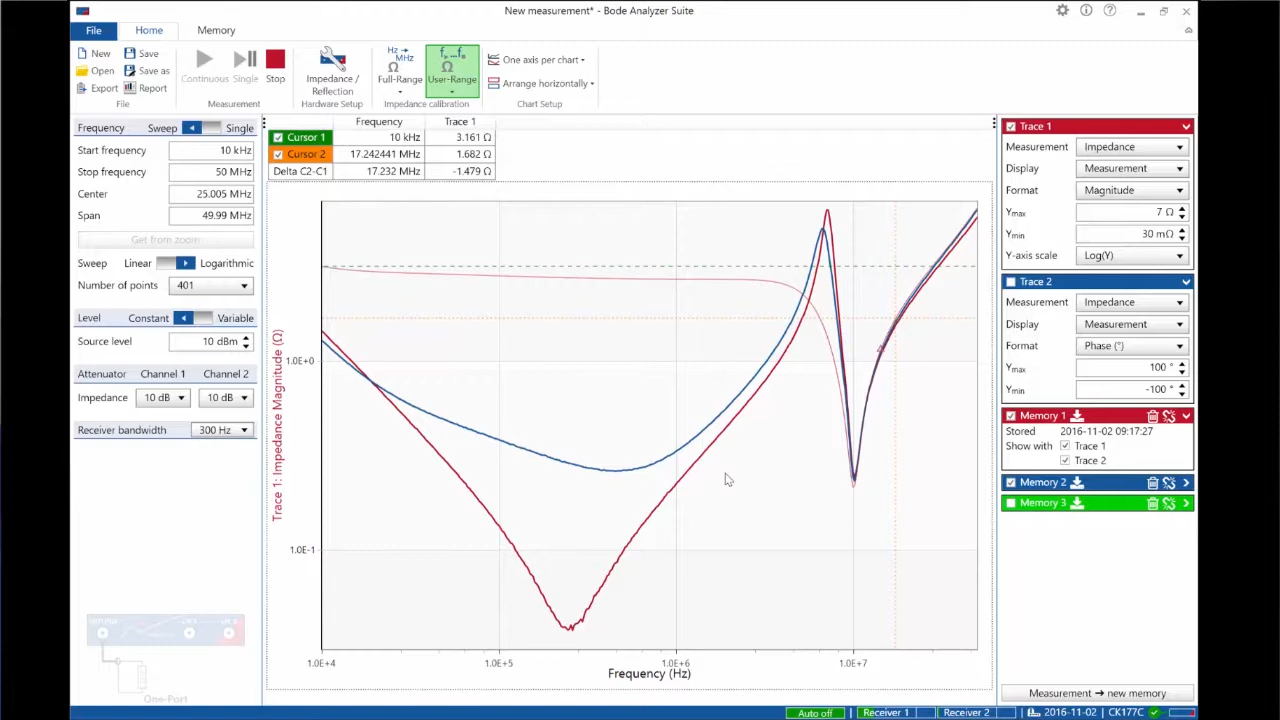 New measurement* - Bode Analyzer Suite
File Home Memory
New Save
Open Save as
Export Report
File
Continuous Single Stop
Measurement
Impedance / Reflection
Hardware Setup
Hz → MHz Ω Full-Range
Ω User-Range
Impedance calibration
One axis per chart
Arrange horizontally
Chart Setup
Frequency Sweep Single
Start frequency 10 kHz
Stop frequency 50 MHz
Center 25.005 MHz
Span 49.99 MHz
Get from zoom
Sweep Linear Logarithmic
Number of points 401
Level Constant Variable
Source level 10 dBm
Attenuator Channel 1 Channel 2
Impedance 10 dB 10 dB
Receiver bandwidth 300 Hz
One-Port
Frequency Trace 1
Cursor 1 10 kHz 3.161 Ω
Cursor 2 17.242441 MHz 1.682 Ω
Delta C2-C1 17.232 MHz -1.479 Ω
Trace 1: Impedance Magnitude (Ω)
1.0E+0
1.0E-1
1.0E+4 1.0E+5 1.0E+6 1.0E+7
Frequency (Hz)
Trace 1
Measurement Impedance
Display Measurement
Format Magnitude
Ymax 7 Ω
Ymin 30 mΩ
Y-axis scale Log(Y)
Trace 2
Measurement Impedance
Display Measurement
Format Phase (°)
Ymax 100 °
Ymin -100 °
Memory 1
Stored 2016-11-02 09:17:27
Show with Trace 1
Trace 2
Memory 2
Memory 3
Measurement → new memory
Auto off Receiver 1 Receiver 2 2016-11-02 CK177C